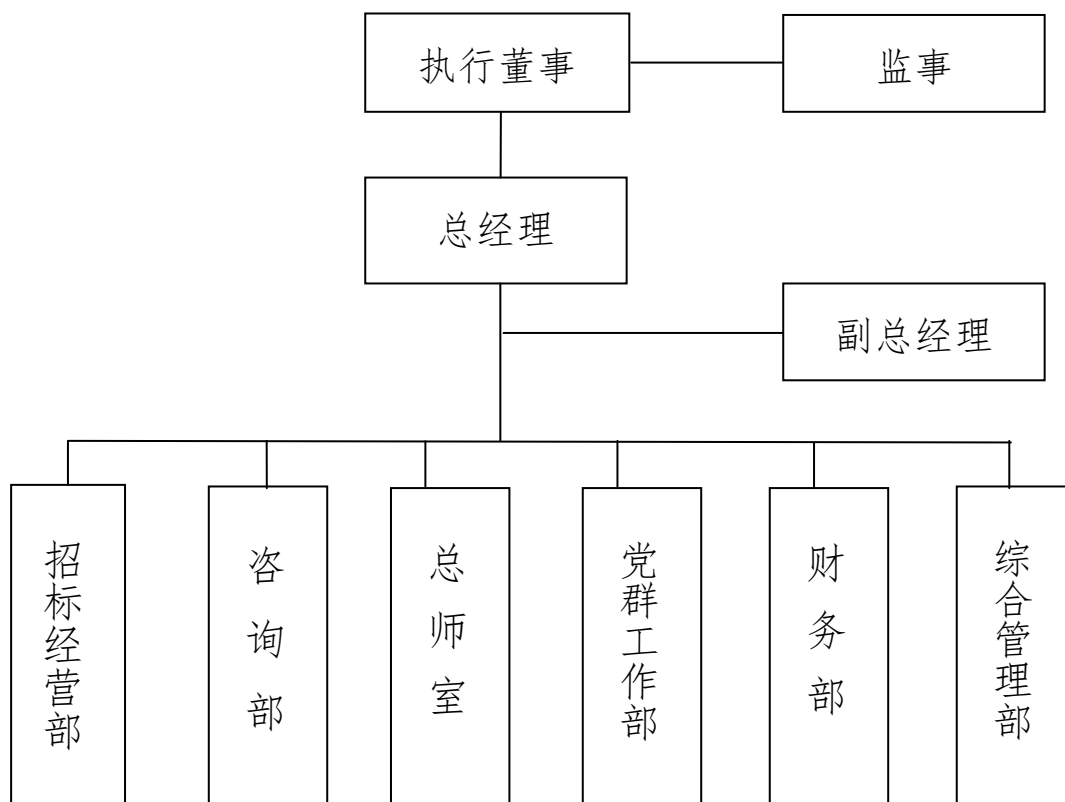 执行董事
监事
总经理
副总经理
招标经营部
咨询部
总师室
党群工作部
财务部
综合管理部